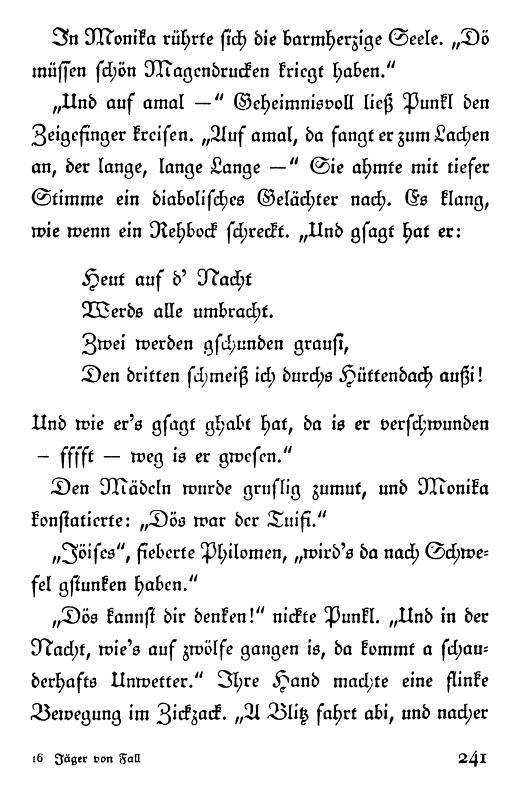 In Monika rührte sich die barmherzige Seele. „Dö
müssen schön Magendrucken kriegt haben.“
„Und auf amal —“ Geheimnisvoll ließ Punkl den
Zeigefinger kreisen. „Auf amal, da fangt er zum Lachen
an, der lange, lange Lange —“ Sie ahmte mit tiefer
Stimme ein diabolisches Gelächter nach. Es klang,
wie wenn ein Rehbock schreckt. „Und gsagt hat er:
Heut auf d’ Nacht
Werds alle umbracht.
Zwei werden gschunden grausi,
Den dritten schmeiß ich durchs Hüttendach außi!
Und wie er’s gsagt ghabt hat, da is er verschwunden
– fffft — weg is er gwesen.“
Den Mädeln wurde gruslig zumut, und Monika
konstatierte: „Dös war der Tuifi.“
„Jöises“, fieberte Philomen, „wird’s da nach Schwe-
fel gstunken haben.“
„Dös kannst dir denken!“ nickte Punkl. „Und in der
Nacht, wie’s auf zwölfe gangen is, da kommt a schau-
derhafts Unwetter.“ Ihre Hand machte eine flinke
Bewegung im Zickzack. „A Blitz fahrt abi, und nacher
16 Jäger von Fall 241